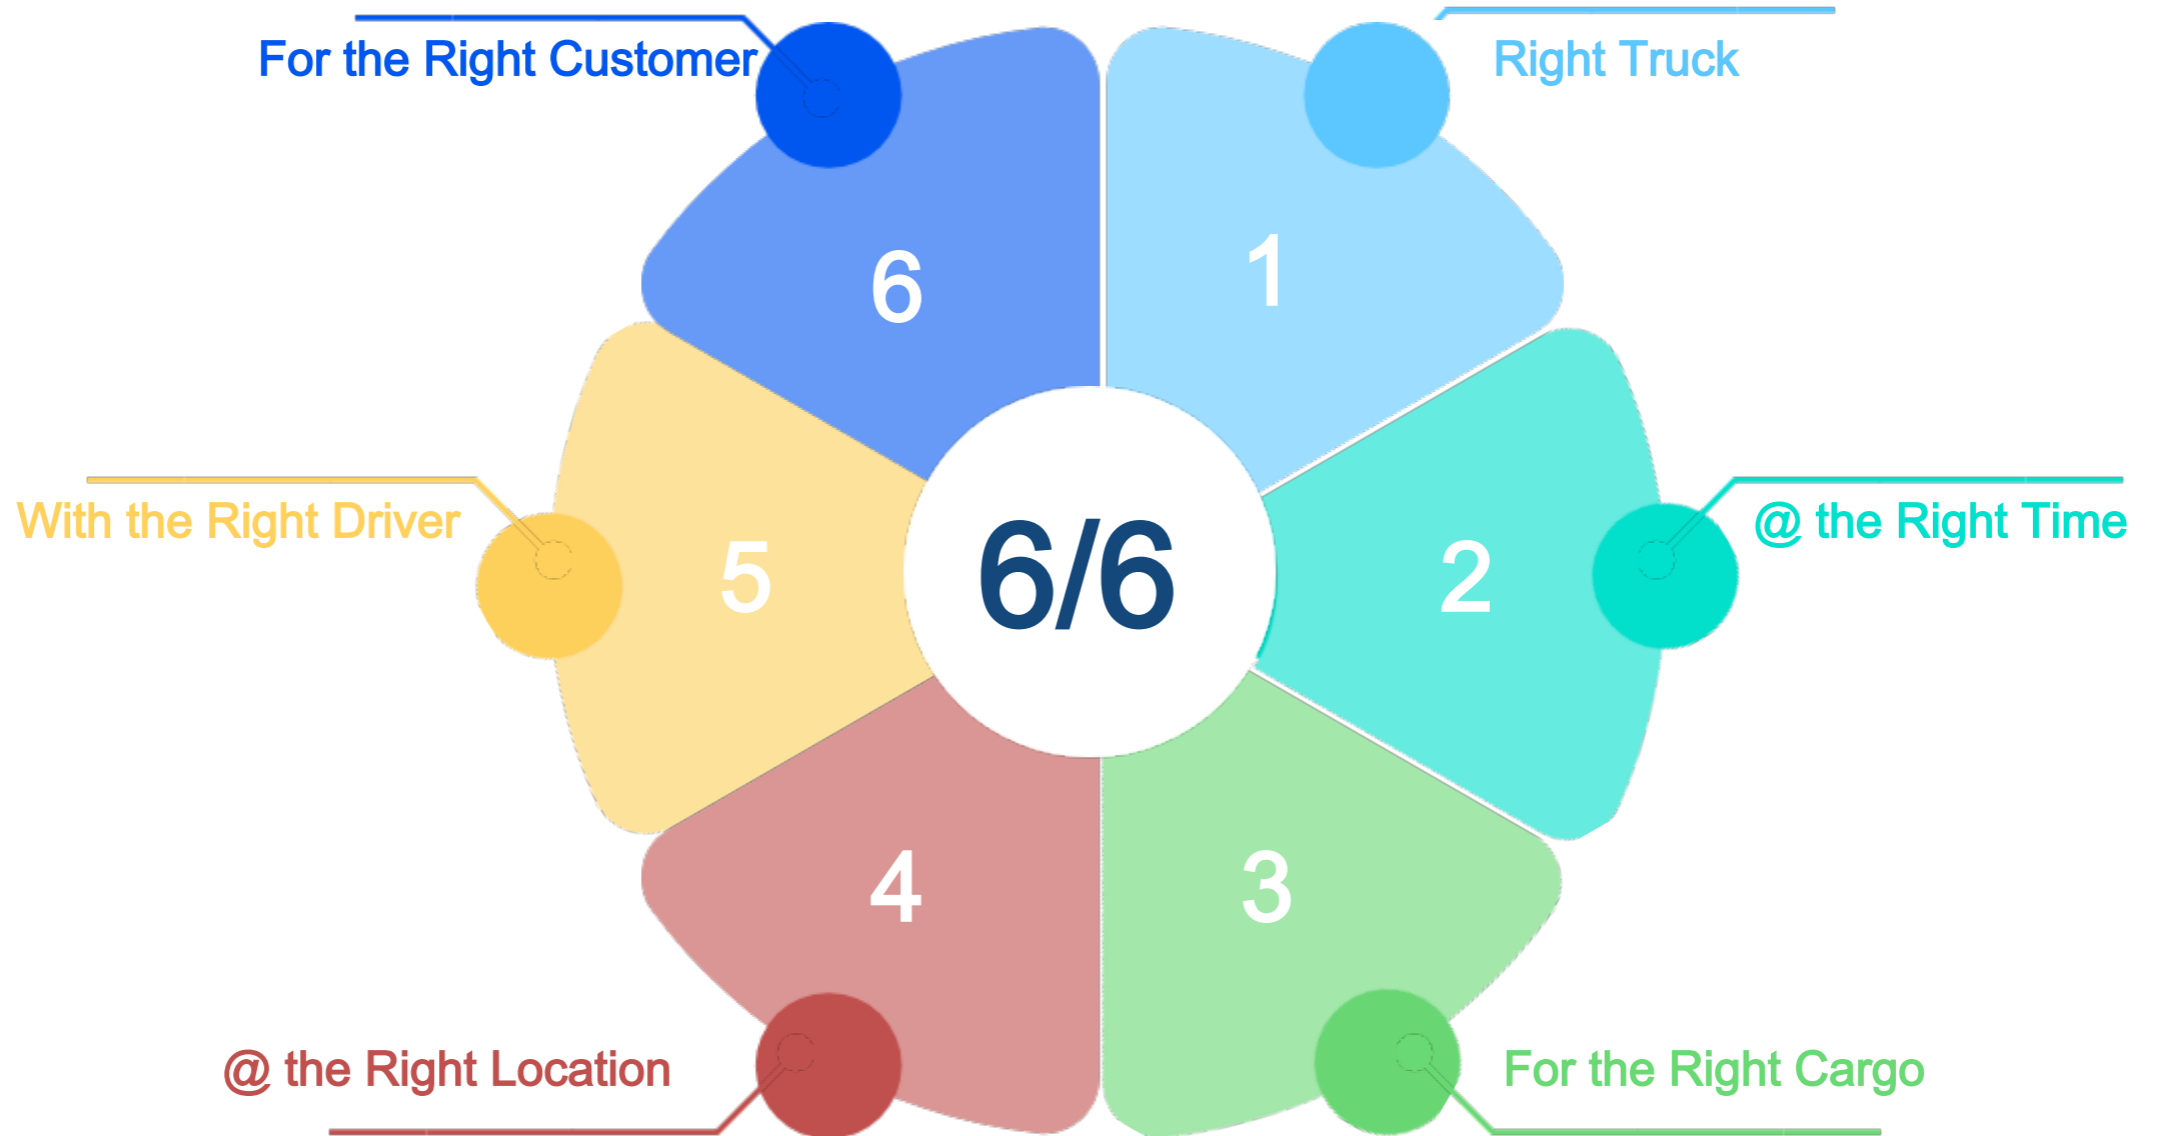 For the Right Customer
Right Truck
6
1
With the Right Driver
@ the Right Time
5
6/6
2
4
3
@ the Right Location
For the Right Cargo